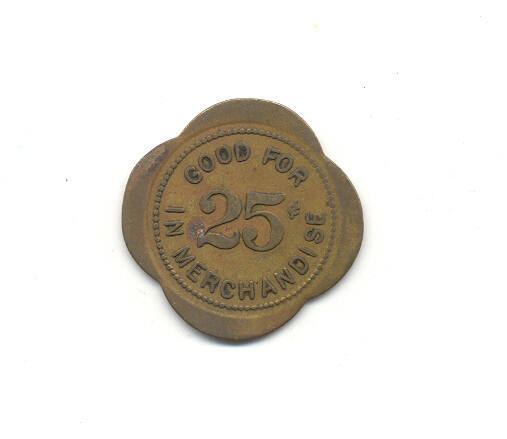 GOOD FOR
25¢
IN MERCHANDISE